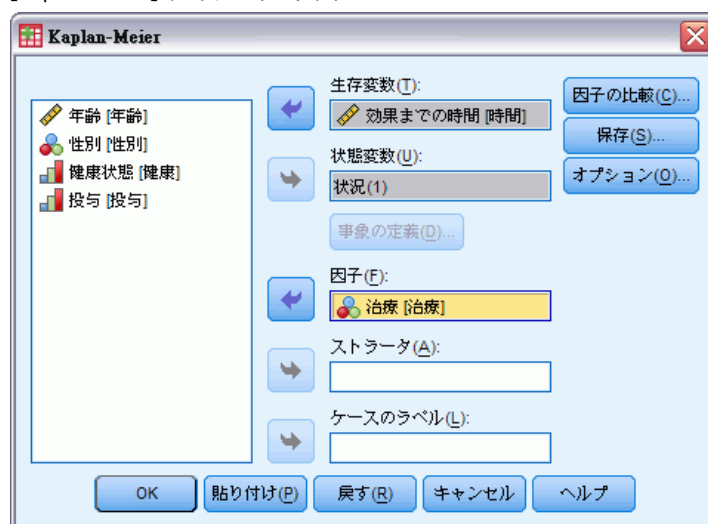 Kaplan-Meier
年齢 [年齢]
性別 [性別]
健康状態 [健康]
投与 [投与]
生存変数(T):
効果までの時間 [時間]
状態変数(U):
状況(1)
事象の定義(D)...
因子(F):
治療 [治療]
ストラータ(A):
ケースのラベル(L):
因子の比較(C)...
保存(S)...
オプション(O)...
OK
貼り付け(P)
戻す(R)
キャンセル
ヘルプ